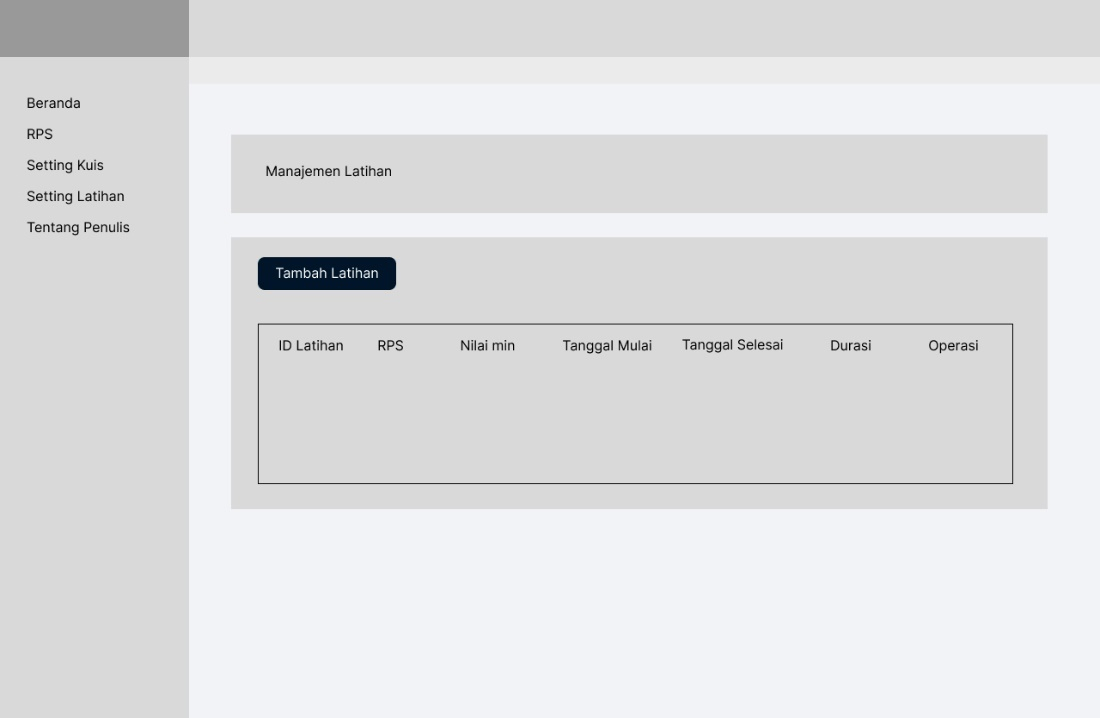 Beranda
RPS
Setting Kuis
Setting Latihan
Tentang Penulis
Manajemen Latihan
Tambah Latihan
ID Latihan RPS Nilai min Tanggal Mulai Tanggal Selesai Durasi Operasi